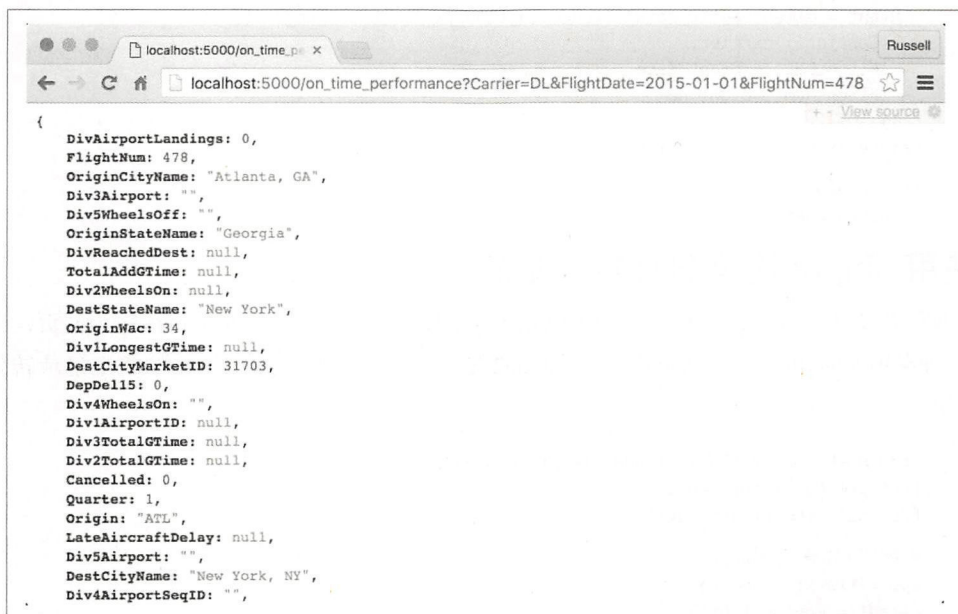 localhost:5000/on_time_pe
Russell
localhost:5000/on_time_performance?Carrier=DL&FlightDate=2015-01-01&FlightNum=478
+ - View source
{
DivAirportLandings: 0,
FlightNum: 478,
OriginCityName: "Atlanta, GA",
Div3Airport: "",
Div5WheelsOff: "",
OriginStateName: "Georgia",
DivReachedDest: null,
TotalAddGTime: null,
Div2WheelsOn: null,
DestStateName: "New York",
OriginWac: 34,
Div1LongestGTime: null,
DestCityMarketID: 31703,
DepDel15: 0,
Div4WheelsOn: "",
Div1AirportID: null,
Div3TotalGTime: null,
Div2TotalGTime: null,
Cancelled: 0,
Quarter: 1,
Origin: "ATL",
LateAircraftDelay: null,
Div5Airport: "",
DestCityName: "New York, NY",
Div4AirportSeqID: "",